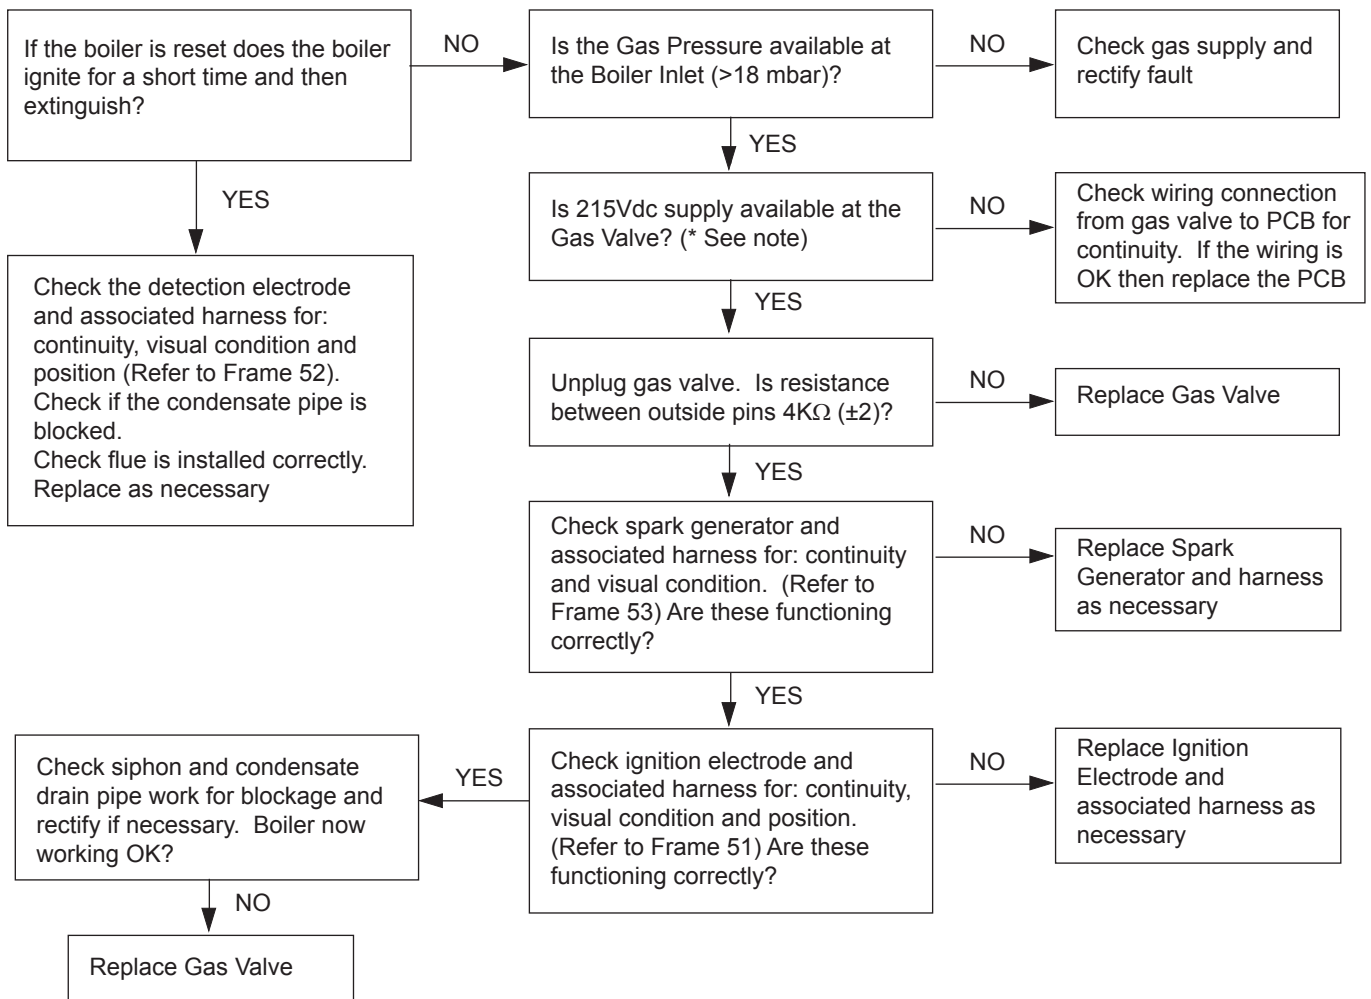 If the boiler is reset does the boiler
ignite for a short time and then
extinguish?
NO
Is the Gas Pressure available at
the Boiler Inlet (>18 mbar)?
NO
Check gas supply and
rectify fault
YES
YES
Is 215Vdc supply available at the
Gas Valve? (* See note)
NO
Check wiring connection
from gas valve to PCB for
continuity.  If the wiring is
OK then replace the PCB
Check the detection electrode
and associated harness for:
continuity, visual condition and
position (Refer to Frame 52).
Check if the condensate pipe is
blocked.
Check flue is installed correctly.
Replace as necessary
YES
Unplug gas valve.  Is resistance
between outside pins 4KΩ (±2)?
NO
Replace Gas Valve
YES
Check spark generator and
associated harness for: continuity
and visual condition.  (Refer to
Frame 53) Are these functioning
correctly?
NO
Replace Spark
Generator and harness
as necessary
YES
Check ignition electrode and
associated harness for: continuity,
visual condition and position.
(Refer to Frame 51) Are these
functioning correctly?
NO
Replace Ignition
Electrode and
associated harness as
necessary
YES
Check siphon and condensate
drain pipe work for blockage and
rectify if necessary.  Boiler now
working OK?
NO
Replace Gas Valve